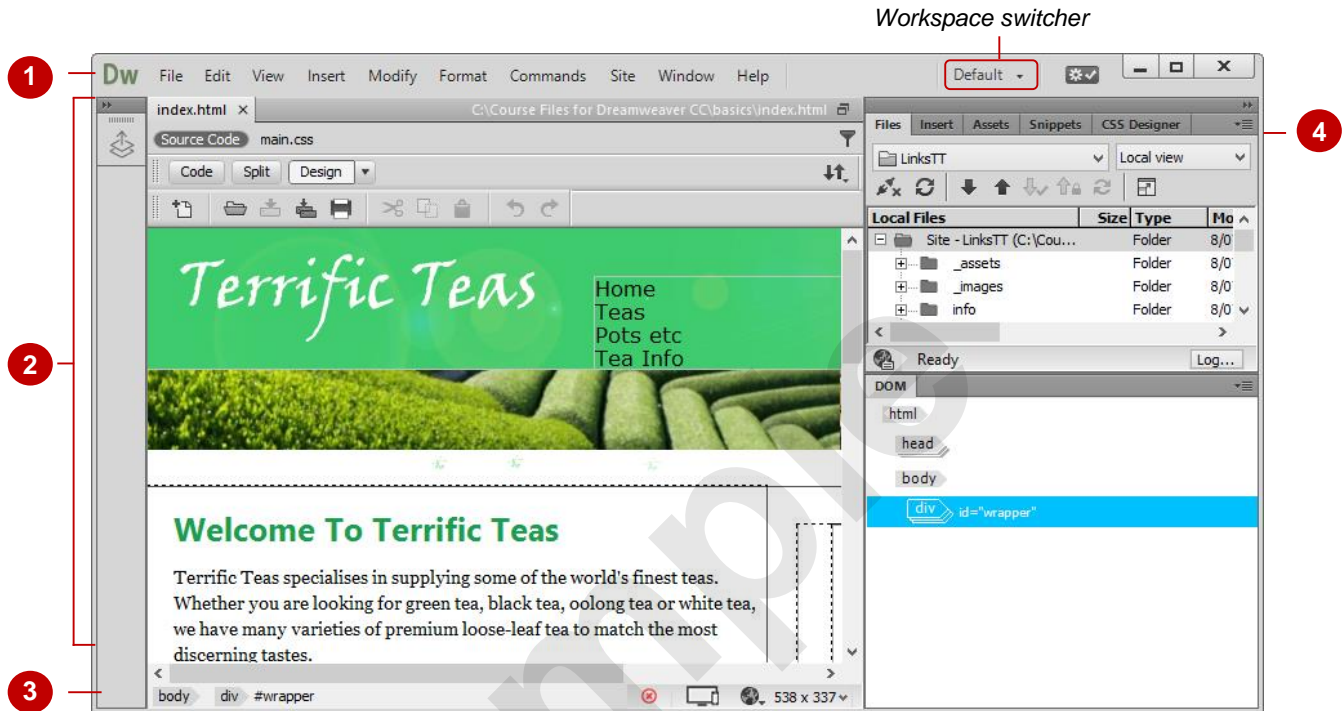 Workspace switcher
1
Dw File Edit View Insert Modify Format Commands Site Window Help Default
2
index.html × C:\Course Files for Dreamweaver CC\basics\index.html
Source Code main.css
Code Split Design
Terrific Teas
Home
Teas
Pots etc
Tea Info
Welcome To Terrific Teas
Terrific Teas specialises in supplying some of the world's finest teas.
Whether you are looking for green tea, black tea, oolong tea or white tea,
we have many varieties of premium loose-leaf tea to match the most
discerning tastes.
3
body div #wrapper 538 x 337
4
Files Insert Assets Snippets CSS Designer
LinksTT Local view
Local Files Size Type Mo
Site - LinksTT (C:\Cou... Folder 8/0
_assets Folder 8/0
_images Folder 8/0
info Folder 8/0
Ready Log...
DOM
html
head
body
div id="wrapper"